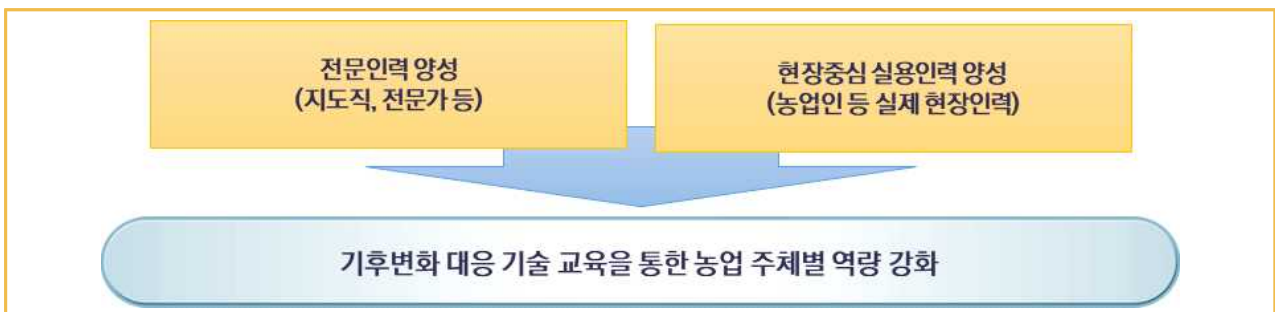 전문인력 양성
(지도직, 전문가 등)
현장중심 실용인력 양성
(농업인 등 실제 현장인력)
기후변화 대응 기술 교육을 통한 농업 주체별 역량 강화